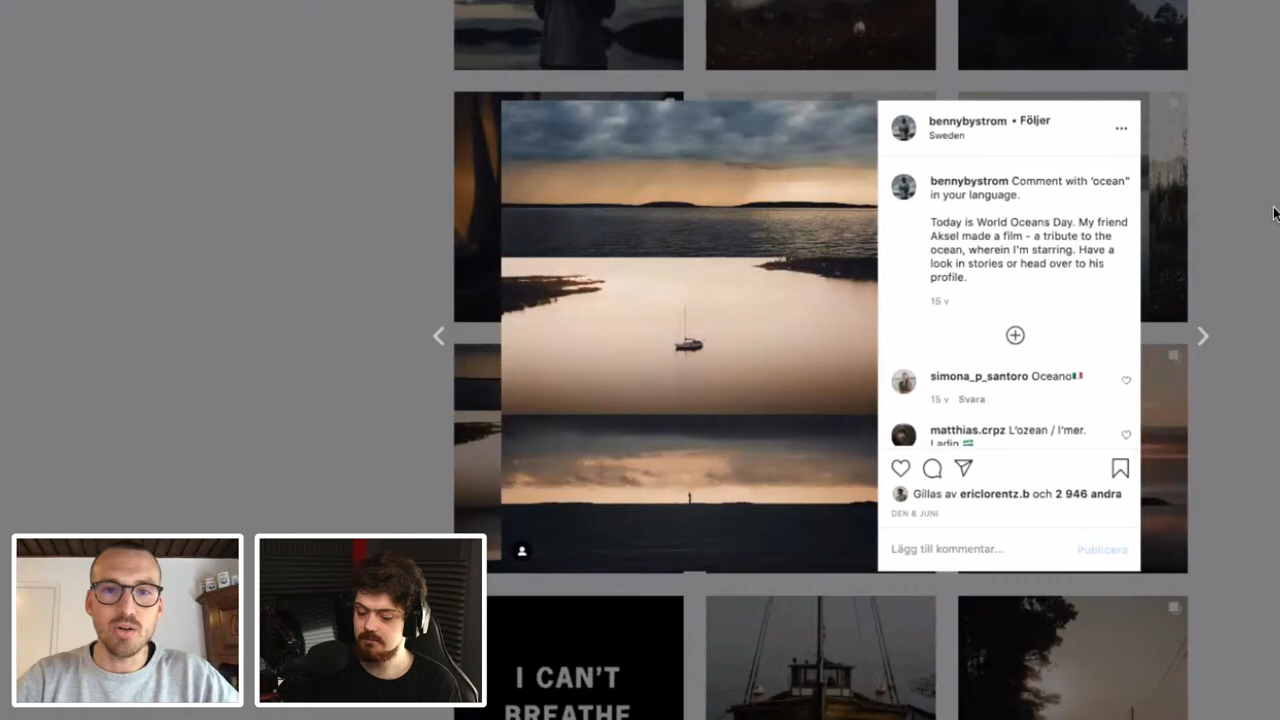 bennybystrom • Följer
Sweden
bennybystrom Comment with 'ocean"
in your language.
Today is World Oceans Day. My friend
Aksel made a film - a tribute to the
ocean, wherein I'm starring. Have a
look in stories or head over to his
profile.
15 v
simona_p_santoro Oceano🇮🇹
15 v Svara
matthias.crpz L'ozean / l'mer.
Ladin
Gillas av ericlorentz.b och 2 946 andra
DEN 8 JUNI
Lägg till kommentar... Publicera
I CAN'T
BREATHE